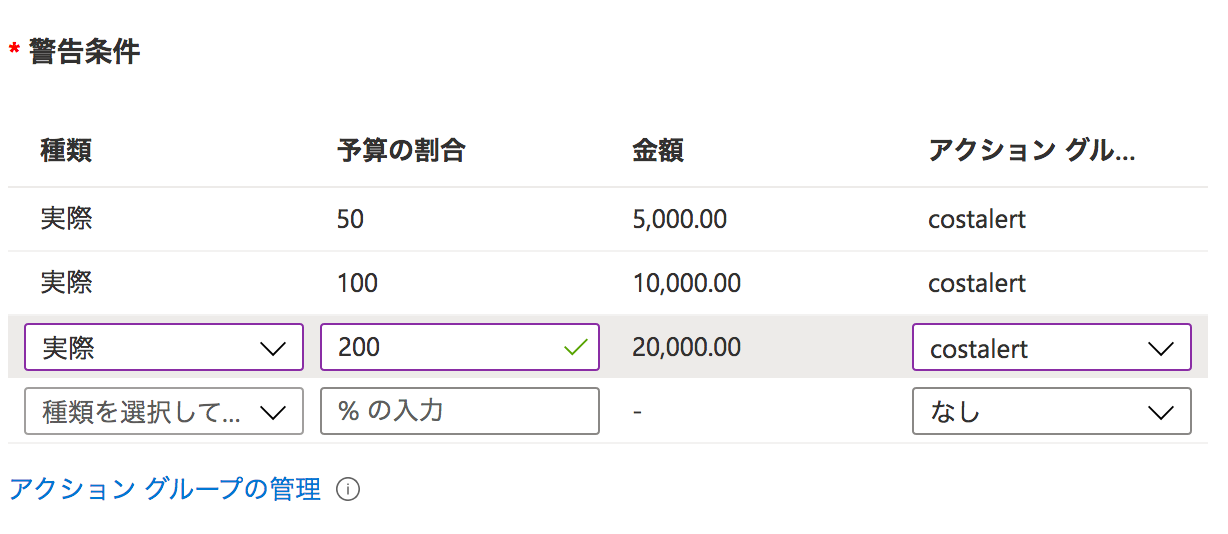 * 警告条件
種類 予算の割合 金額 アクション グル...
実際 50 5,000.00 costalert
実際 100 10,000.00 costalert
実際 200 20,000.00 costalert
種類を選択して... % の入力 - なし
アクション グループの管理